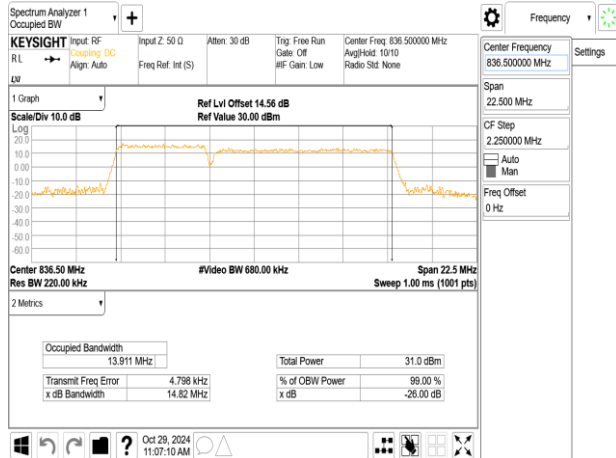 Spectrum Analyzer 1
Occupied BW
Frequency
KEYSIGHT Input: RF Input Z: 50 Ω Atten: 30 dB Trig: Free Run Center Freq: 836.500000 MHz
RL Coupling: DC Gate: Off Avg|Hold: 10/10
Align: Auto Freq Ref: Int (S) #IF Gain: Low Radio Std: None
Center Frequency
836.500000 MHz
Settings
Span
22.500 MHz
CF Step
2.250000 MHz
Auto
Man
Freq Offset
0 Hz
1 Graph
Ref Lvl Offset 14.56 dB
Scale/Div 10.0 dB Ref Value 30.00 dBm
Log
20.0
10.0
0.00
-10.0
-20.0
-30.0
-40.0
-50.0
-60.0
Center 836.50 MHz #Video BW 680.00 kHz Span 22.5 MHz
Res BW 220.00 kHz Sweep 1.00 ms (1001 pts)
2 Metrics
Occupied Bandwidth
13.911 MHz
Total Power 31.0 dBm
Transmit Freq Error 4.798 kHz % of OBW Power 99.00 %
x dB Bandwidth 14.82 MHz x dB -26.00 dB
? Oct 29, 2024
11:07:10 AM